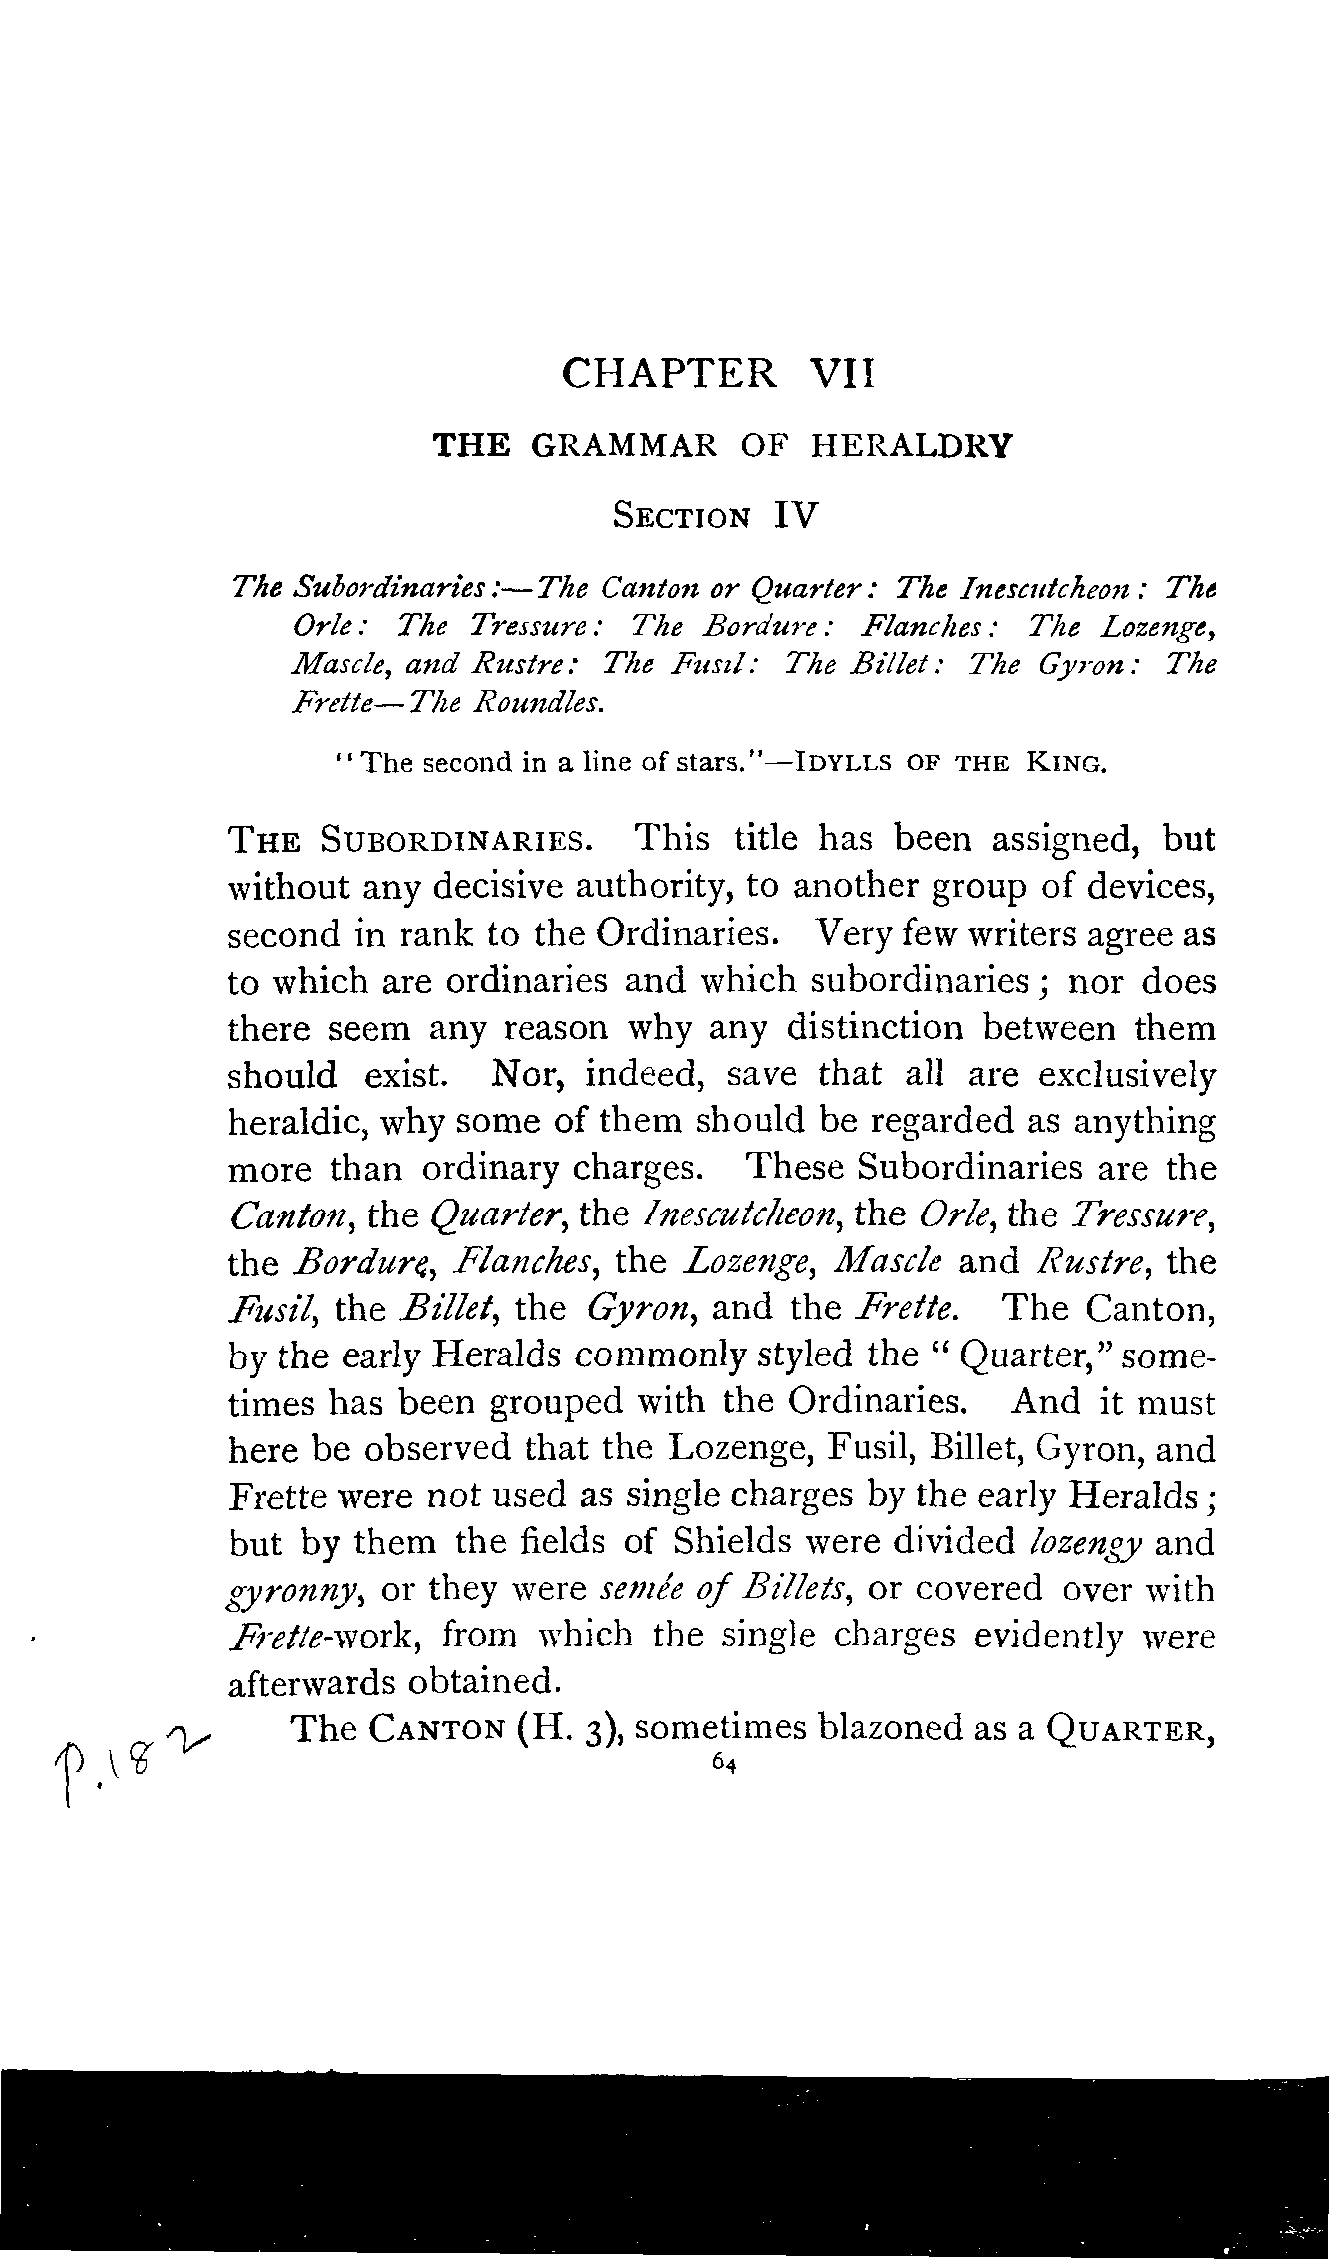 CHAPTER VII
THE GRAMMAR OF HERALDRY
SECTION IV
The Subordinaries:—The Canton or Quarter: The Inescutcheon: The
Orle: The Tressure: The Bordure: Flanches: The Lozenge,
Mascle, and Rustre: The Fusil: The Billet: The Gyron: The
Frette—The Roundles.
"The second in a line of stars."—IDYLLS OF THE KING.
THE SUBORDINARIES. This title has been assigned, but
without any decisive authority, to another group of devices,
second in rank to the Ordinaries. Very few writers agree as
to which are ordinaries and which subordinaries; nor does
there seem any reason why any distinction between them
should exist. Nor, indeed, save that all are exclusively
heraldic, why some of them should be regarded as anything
more than ordinary charges. These Subordinaries are the
Canton, the Quarter, the Inescutcheon, the Orle, the Tressure,
the Bordure, Flanches, the Lozenge, Mascle and Rustre, the
Fusil, the Billet, the Gyron, and the Frette. The Canton,
by the early Heralds commonly styled the "Quarter," some-
times has been grouped with the Ordinaries. And it must
here be observed that the Lozenge, Fusil, Billet, Gyron, and
Frette were not used as single charges by the early Heralds;
but by them the fields of Shields were divided lozengy and
gyronny, or they were semée of Billets, or covered over with
Frette-work, from which the single charges evidently were
afterwards obtained.
The CANTON (H. 3), sometimes blazoned as a QUARTER,
64
p.182